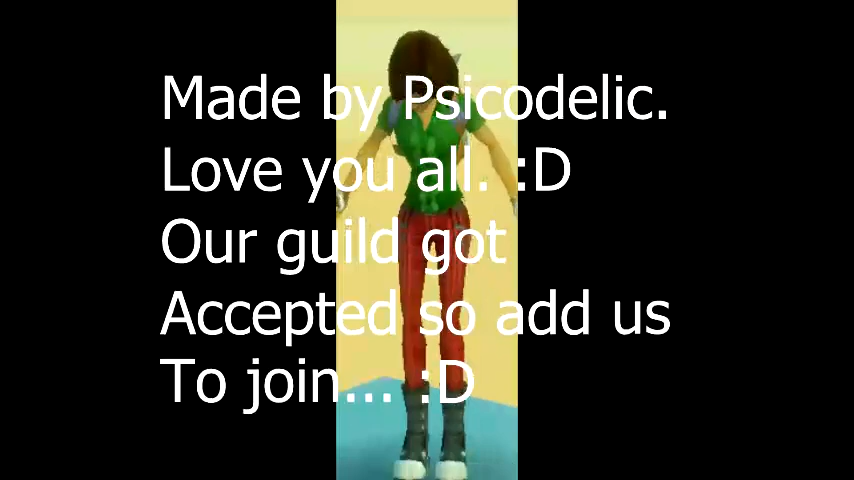 Made by Psicodelic.
Love you all. :D
Our guild got
Accepted so add us
To join... :D